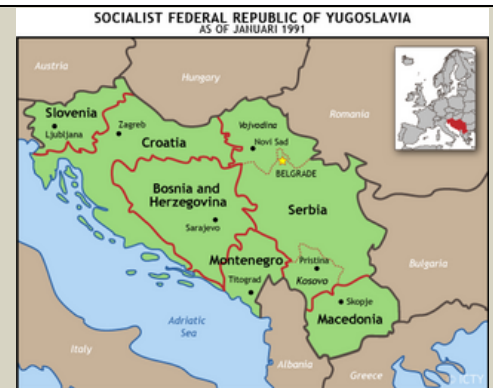 SOCIALIST FEDERAL REPUBLIC OF YUGOSLAVIA
AS OF JANUARI 1991
Austria
Hungary
Slovenia
Ljubljana
Zagreb
Croatia
Vojvodina
Novi Sad
Romania
BELGRADE
Bosnia and
Herzegovina
Sarajevo
Serbia
Montenegro
Titograd
Pristina
Kosovo
Bulgaria
Skopje
Macedonia
Adriatic
Sea
Italy
Albania
Greece
© ICTY